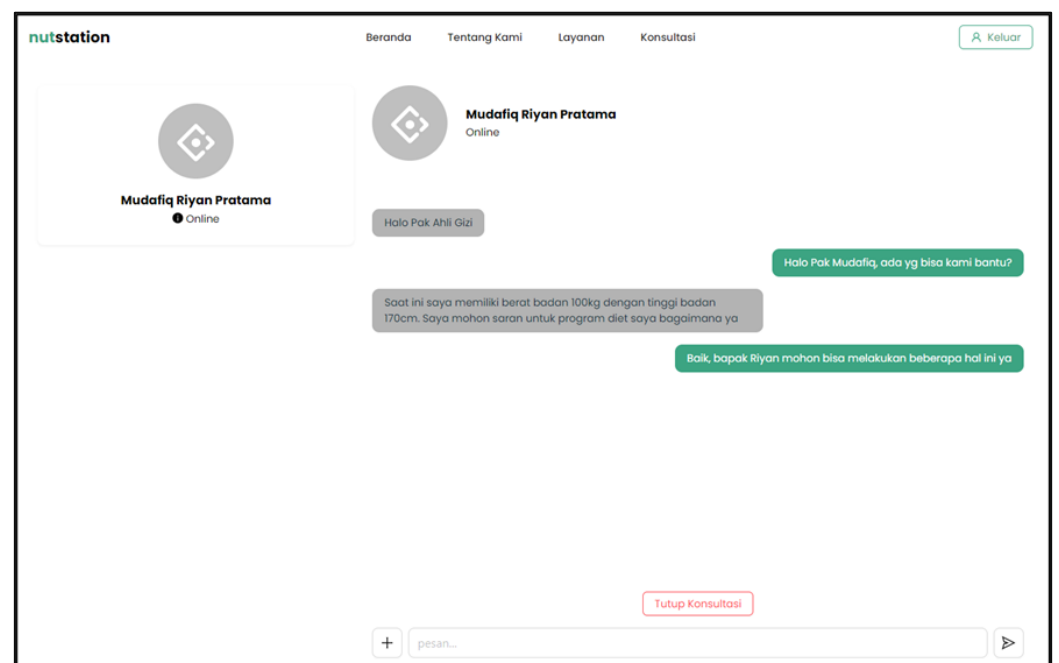 nutstation
Beranda
Tentang Kami
Layanan
Konsultasi
Keluar
Mudafiq Riyan Pratama
Online
Mudafiq Riyan Pratama
Online
Halo Pak Ahli Gizi
Halo Pak Mudafiq, ada yg bisa kami bantu?
Saat ini saya memiliki berat badan 100kg dengan tinggi badan
170cm. Saya mohon saran untuk program diet saya bagaimana ya
Baik, bapak Riyan mohon bisa melakukan beberapa hal ini ya
Tutup Konsultasi
pesan...